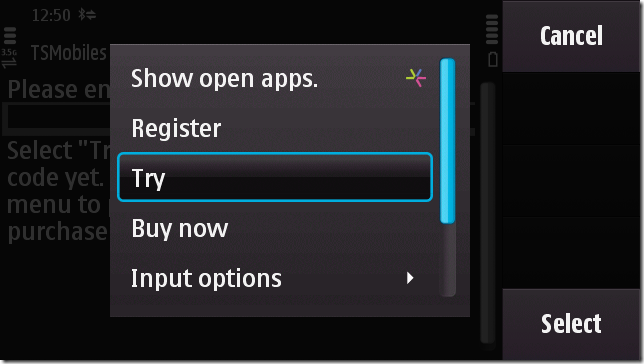 12:50
3.5G
TSMobiles
Cancel
Please en
Show open apps.
Register
Select "Tr
Try
code yet.
menu to
Buy now
purchase
Input options
Select